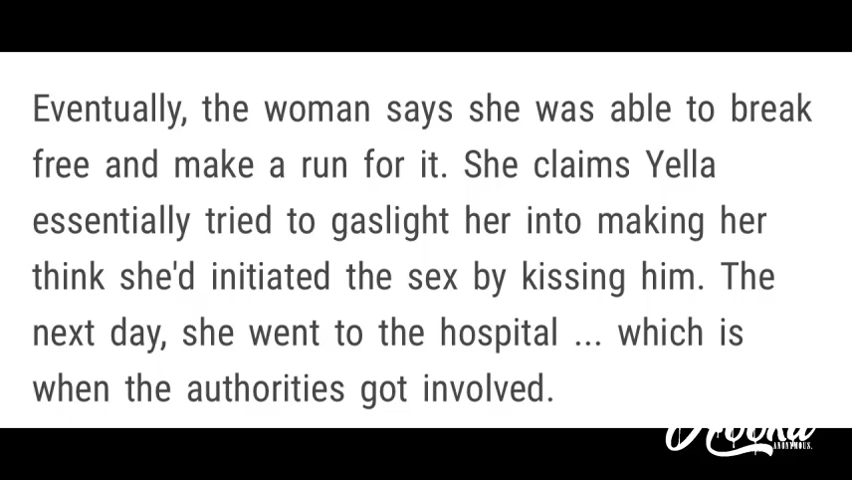 Eventually, the woman says she was able to break
free and make a run for it. She claims Yella
essentially tried to gaslight her into making her
think she'd initiated the sex by kissing him. The
next day, she went to the hospital ... which is
when the authorities got involved.
ANONYMOUS.